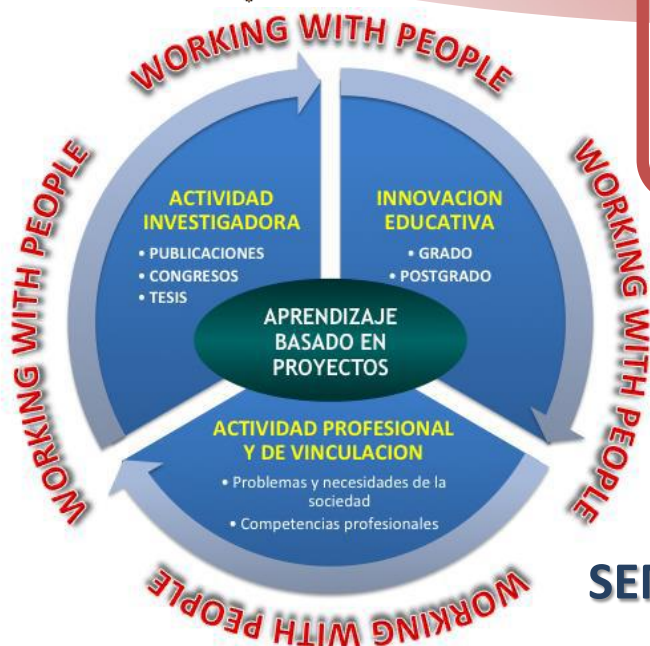 WORKING WITH PEOPLE
WORKING WITH PEOPLE
WORKING WITH PEOPLE
ACTIVIDAD
INVESTIGADORA
• PUBLICACIONES
• CONGRESOS
• TESIS
INNOVACION
EDUCATIVA
• GRADO
• POSTGRADO
APRENDIZAJE
BASADO EN
PROYECTOS
ACTIVIDAD PROFESIONAL
Y DE VINCULACION
• Problemas y necesidades de la
sociedad
• Competencias profesionales
WORKING WITH PEOPLE